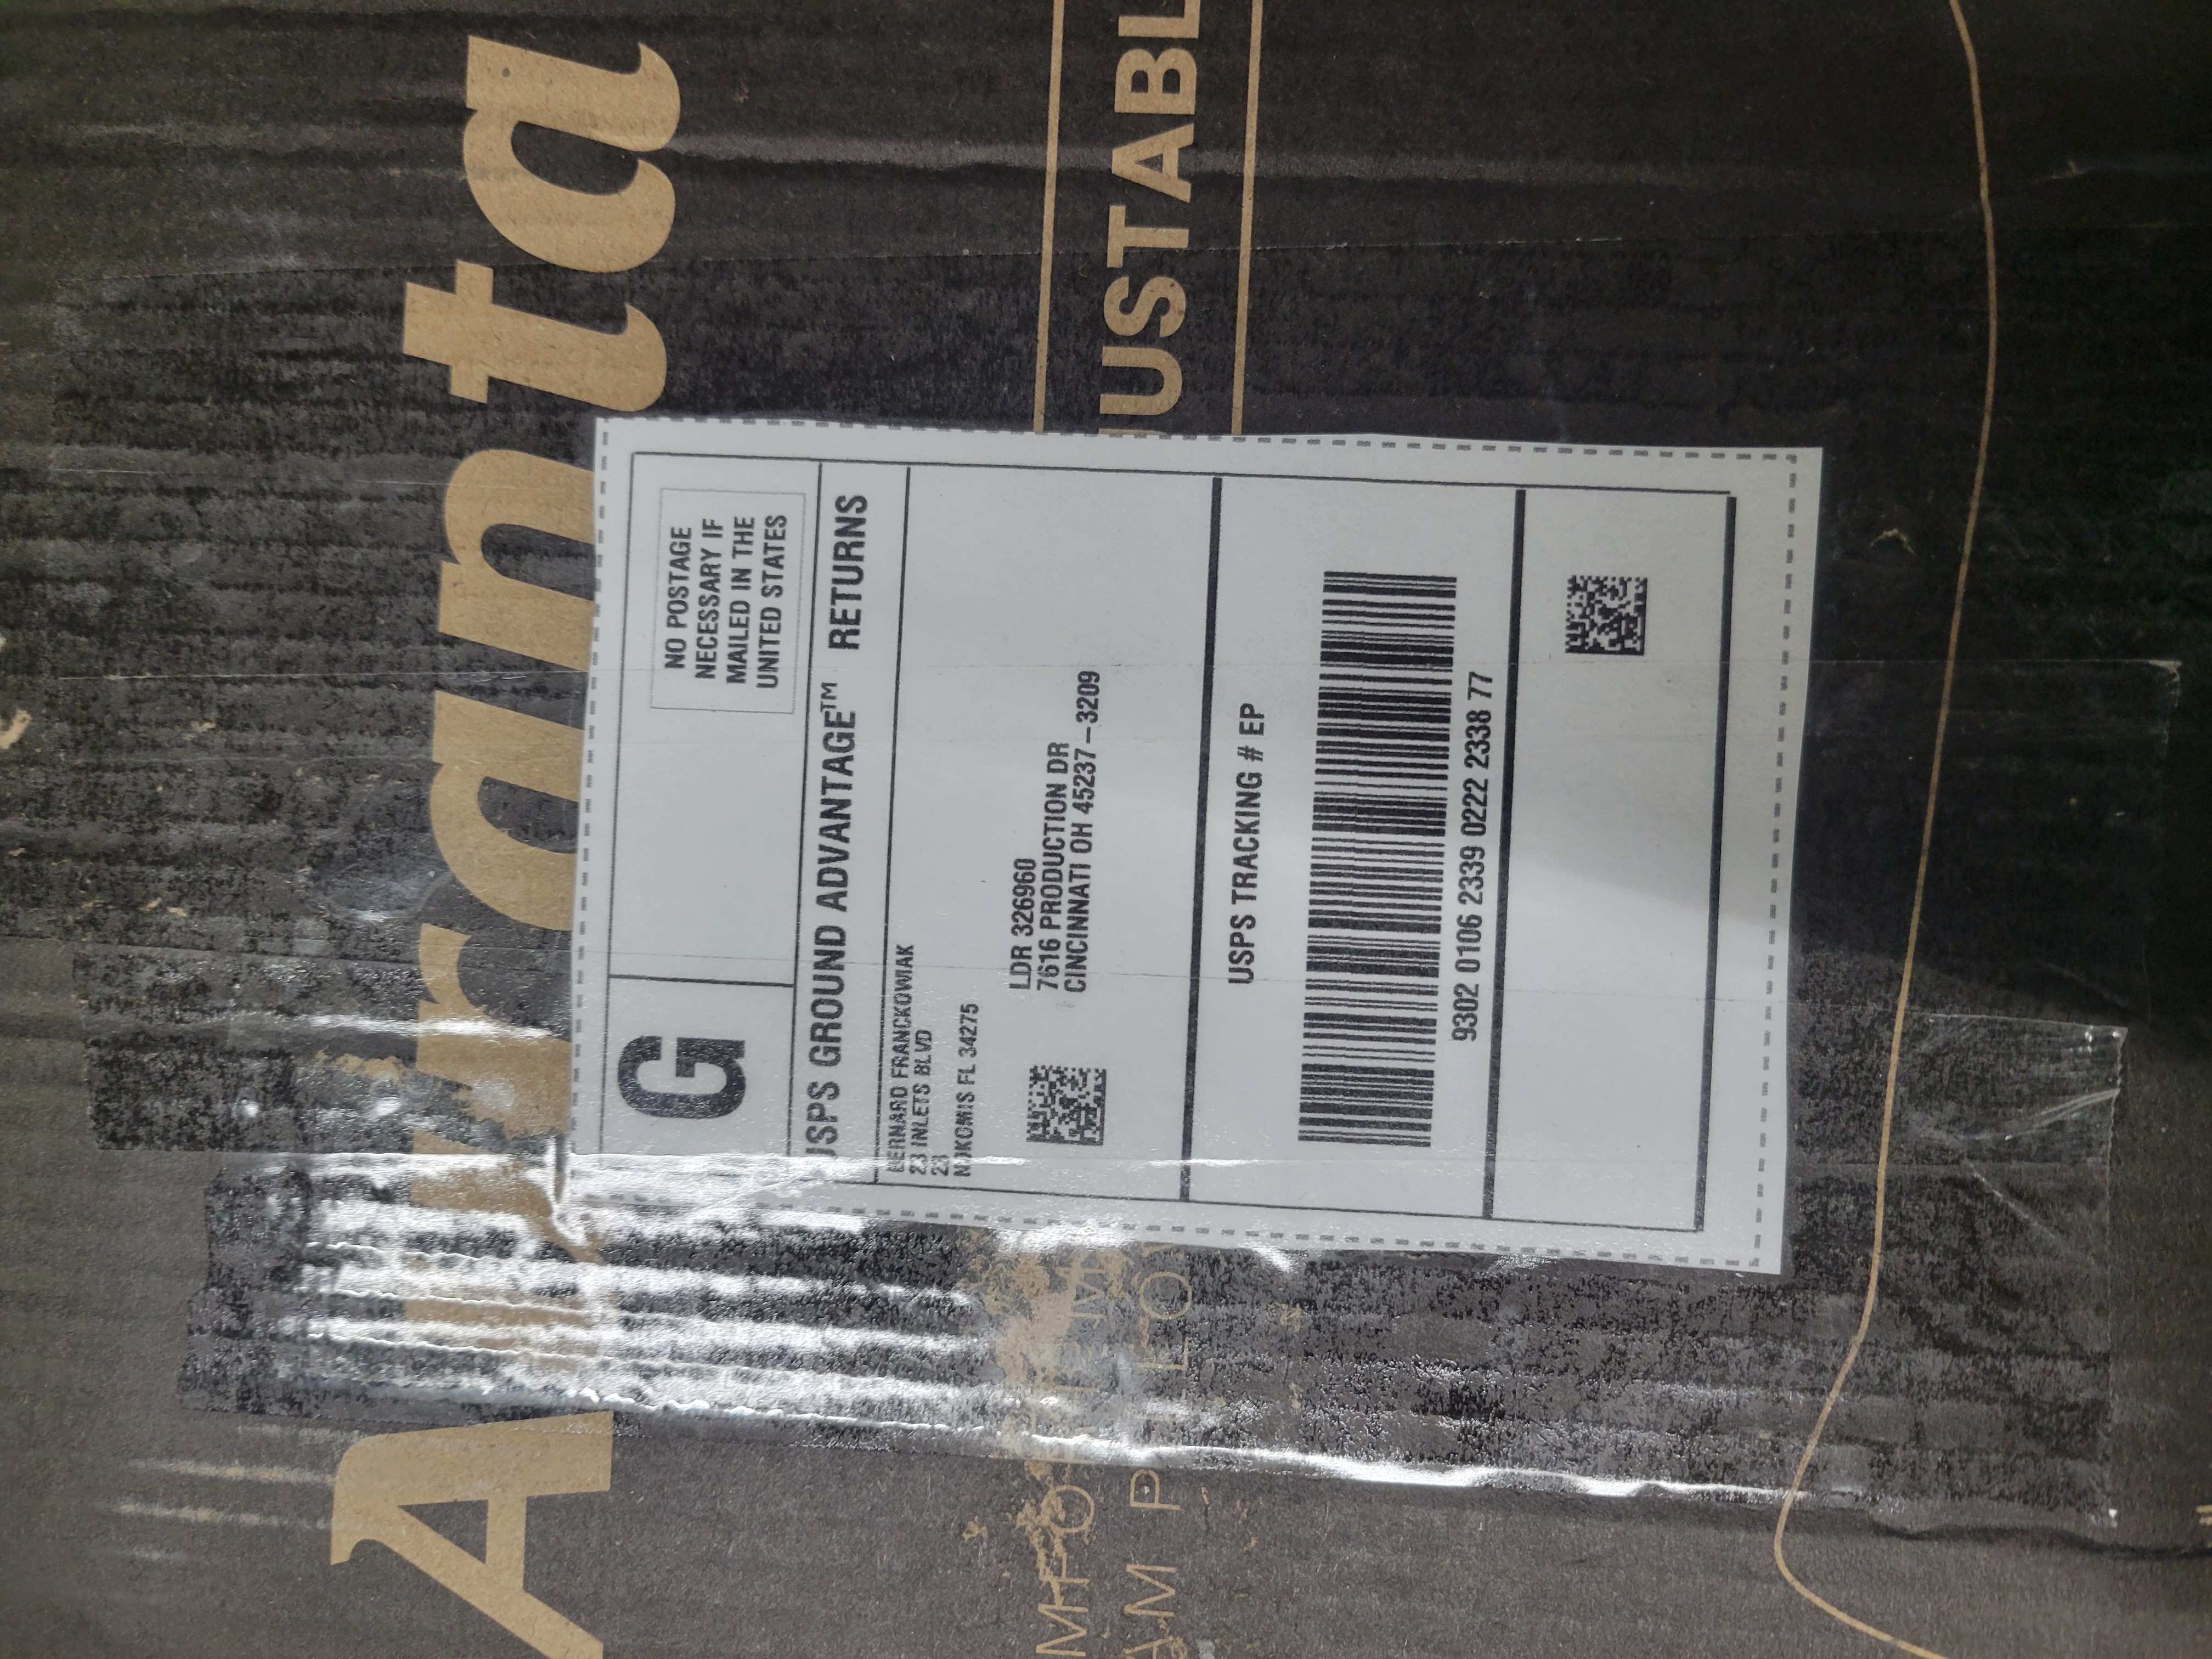 Ayranta
USTABL
G
NO POSTAGE
NECESSARY IF
MAILED IN THE
UNITED STATES
USPS GROUND ADVANTAGE™ RETURNS
BERNARD FRANCKOWIAK
23 INLETS BLVD
23
NOKOMIS FL 34275
LDR 326960
7616 PRODUCTION DR
CINCINNATI OH 45237-3209
USPS TRACKING # EP
9302 0106 2339 0222 2338 77